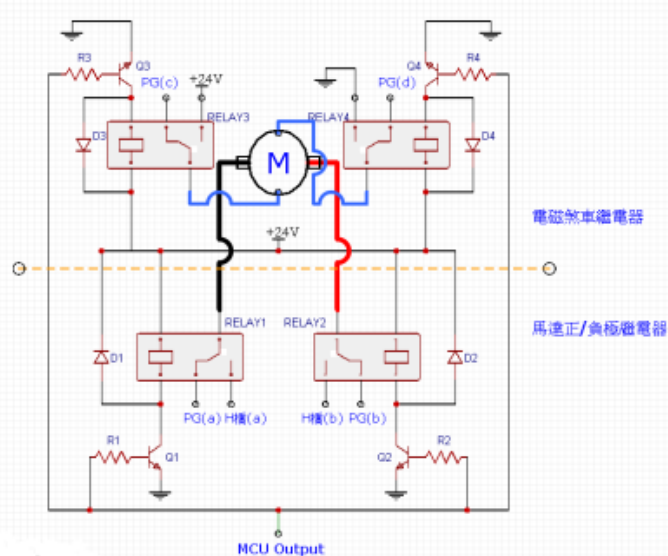 R3
Q3
PG(c)
+24V
RELAY3
D3
M
Q4
R4
PG(d)
RELAY4
D4
電磁煞車繼電器
+24V
馬達正/負極繼電器
RELAY1
RELAY2
D1
D2
PG(a)
H橋(a)
H橋(b)
PG(b)
R1
Q1
Q2
R2
MCU Output